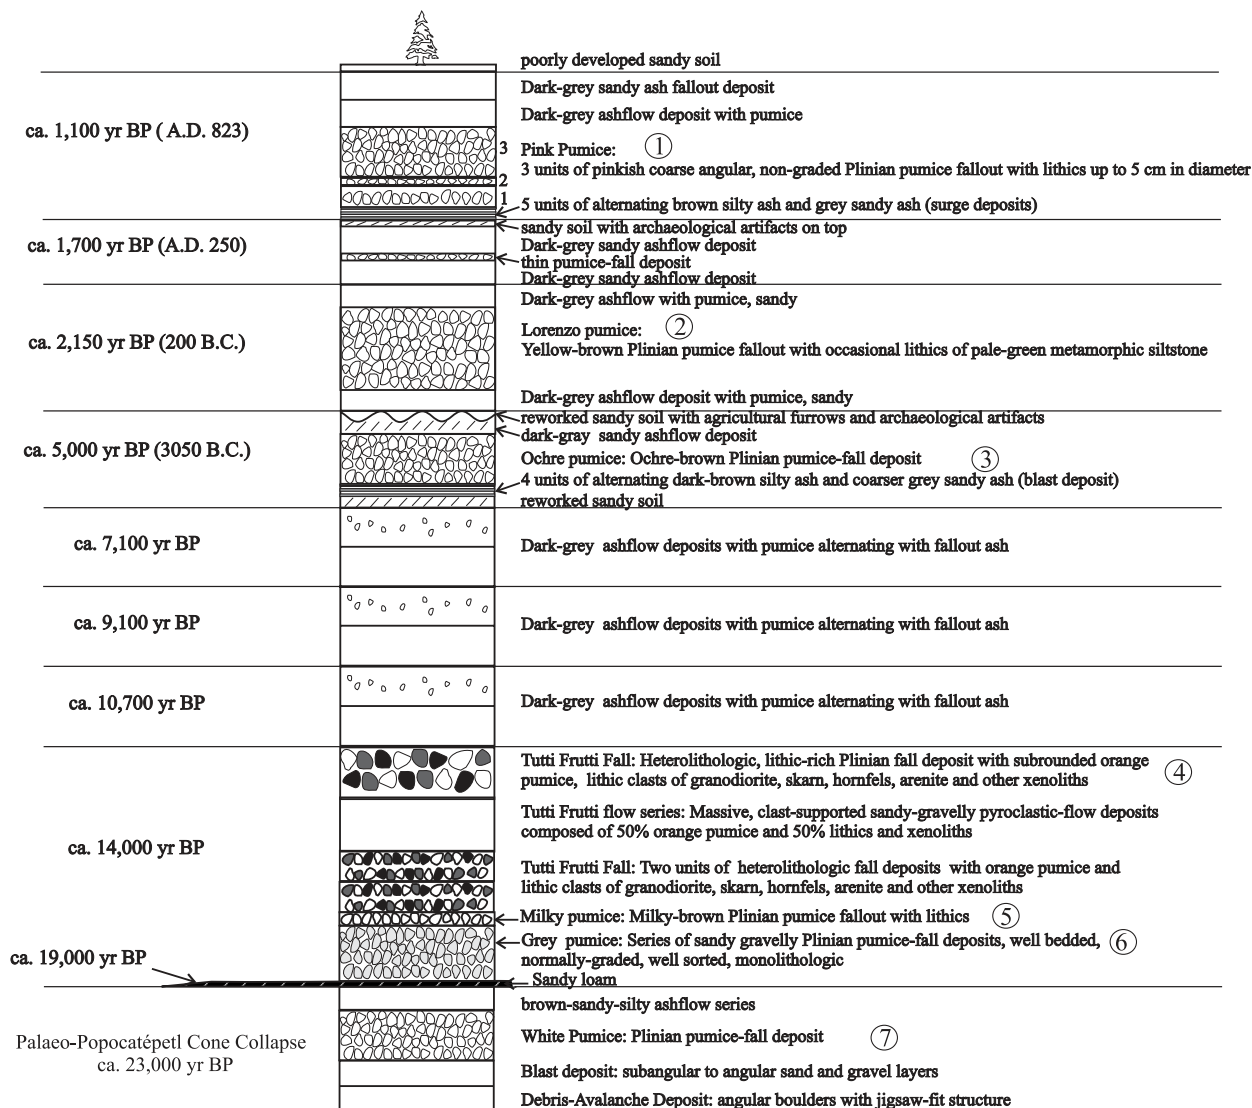 poorly developed sandy soil
Dark-grey sandy ash fallout deposit
Dark-grey ashflow deposit with pumice
ca. 1,100 yr BP ( A.D. 823)
3
Pink Pumice: 1
3 units of pinkish coarse angular, non-graded Plinian pumice fallout with lithics up to 5 cm in diameter
2
1
5 units of alternating brown silty ash and grey sandy ash (surge deposits)
sandy soil with archaeological artifacts on top
ca. 1,700 yr BP (A.D. 250)
Dark-grey sandy ashflow deposit
thin pumice-fall deposit
Dark-grey sandy ashflow deposit
Dark-grey ashflow with pumice, sandy
ca. 2,150 yr BP (200 B.C.)
Lorenzo pumice: 2
Yellow-brown Plinian pumice fallout with occasional lithics of pale-green metamorphic siltstone
Dark-grey ashflow deposit with pumice, sandy
reworked sandy soil with agricultural furrows and archaeological artifacts
dark-gray sandy ashflow deposit
ca. 5,000 yr BP (3050 B.C.)
Ochre pumice: Ochre-brown Plinian pumice-fall deposit 3
4 units of alternating dark-brown silty ash and coarser grey sandy ash (blast deposit)
reworked sandy soil
ca. 7,100 yr BP
Dark-grey ashflow deposits with pumice alternating with fallout ash
ca. 9,100 yr BP
Dark-grey ashflow deposits with pumice alternating with fallout ash
ca. 10,700 yr BP
Dark-grey ashflow deposits with pumice alternating with fallout ash
Tutti Frutti Fall: Heterolithologic, lithic-rich Plinian fall deposit with subrounded orange
pumice, lithic clasts of granodiorite, skarn, hornfels, arenite and other xenoliths 4
Tutti Frutti flow series: Massive, clast-supported sandy-gravelly pyroclastic-flow deposits
composed of 50% orange pumice and 50% lithics and xenoliths
ca. 14,000 yr BP
Tutti Frutti Fall: Two units of heterolithologic fall deposits with orange pumice and
lithic clasts of granodiorite, skarn, hornfels, arenite and other xenoliths
Milky pumice: Milky-brown Plinian pumice fallout with lithics 5
Grey pumice: Series of sandy gravelly Plinian pumice-fall deposits, well bedded, 6
normally-graded, well sorted, monolithologic
ca. 19,000 yr BP
Sandy loam
brown-sandy-silty ashflow series
White Pumice: Plinian pumice-fall deposit 7
Palaeo-Popocatépetl Cone Collapse
ca. 23,000 yr BP
Blast deposit: subangular to angular sand and gravel layers
Debris-Avalanche Deposit: angular boulders with jigsaw-fit structure